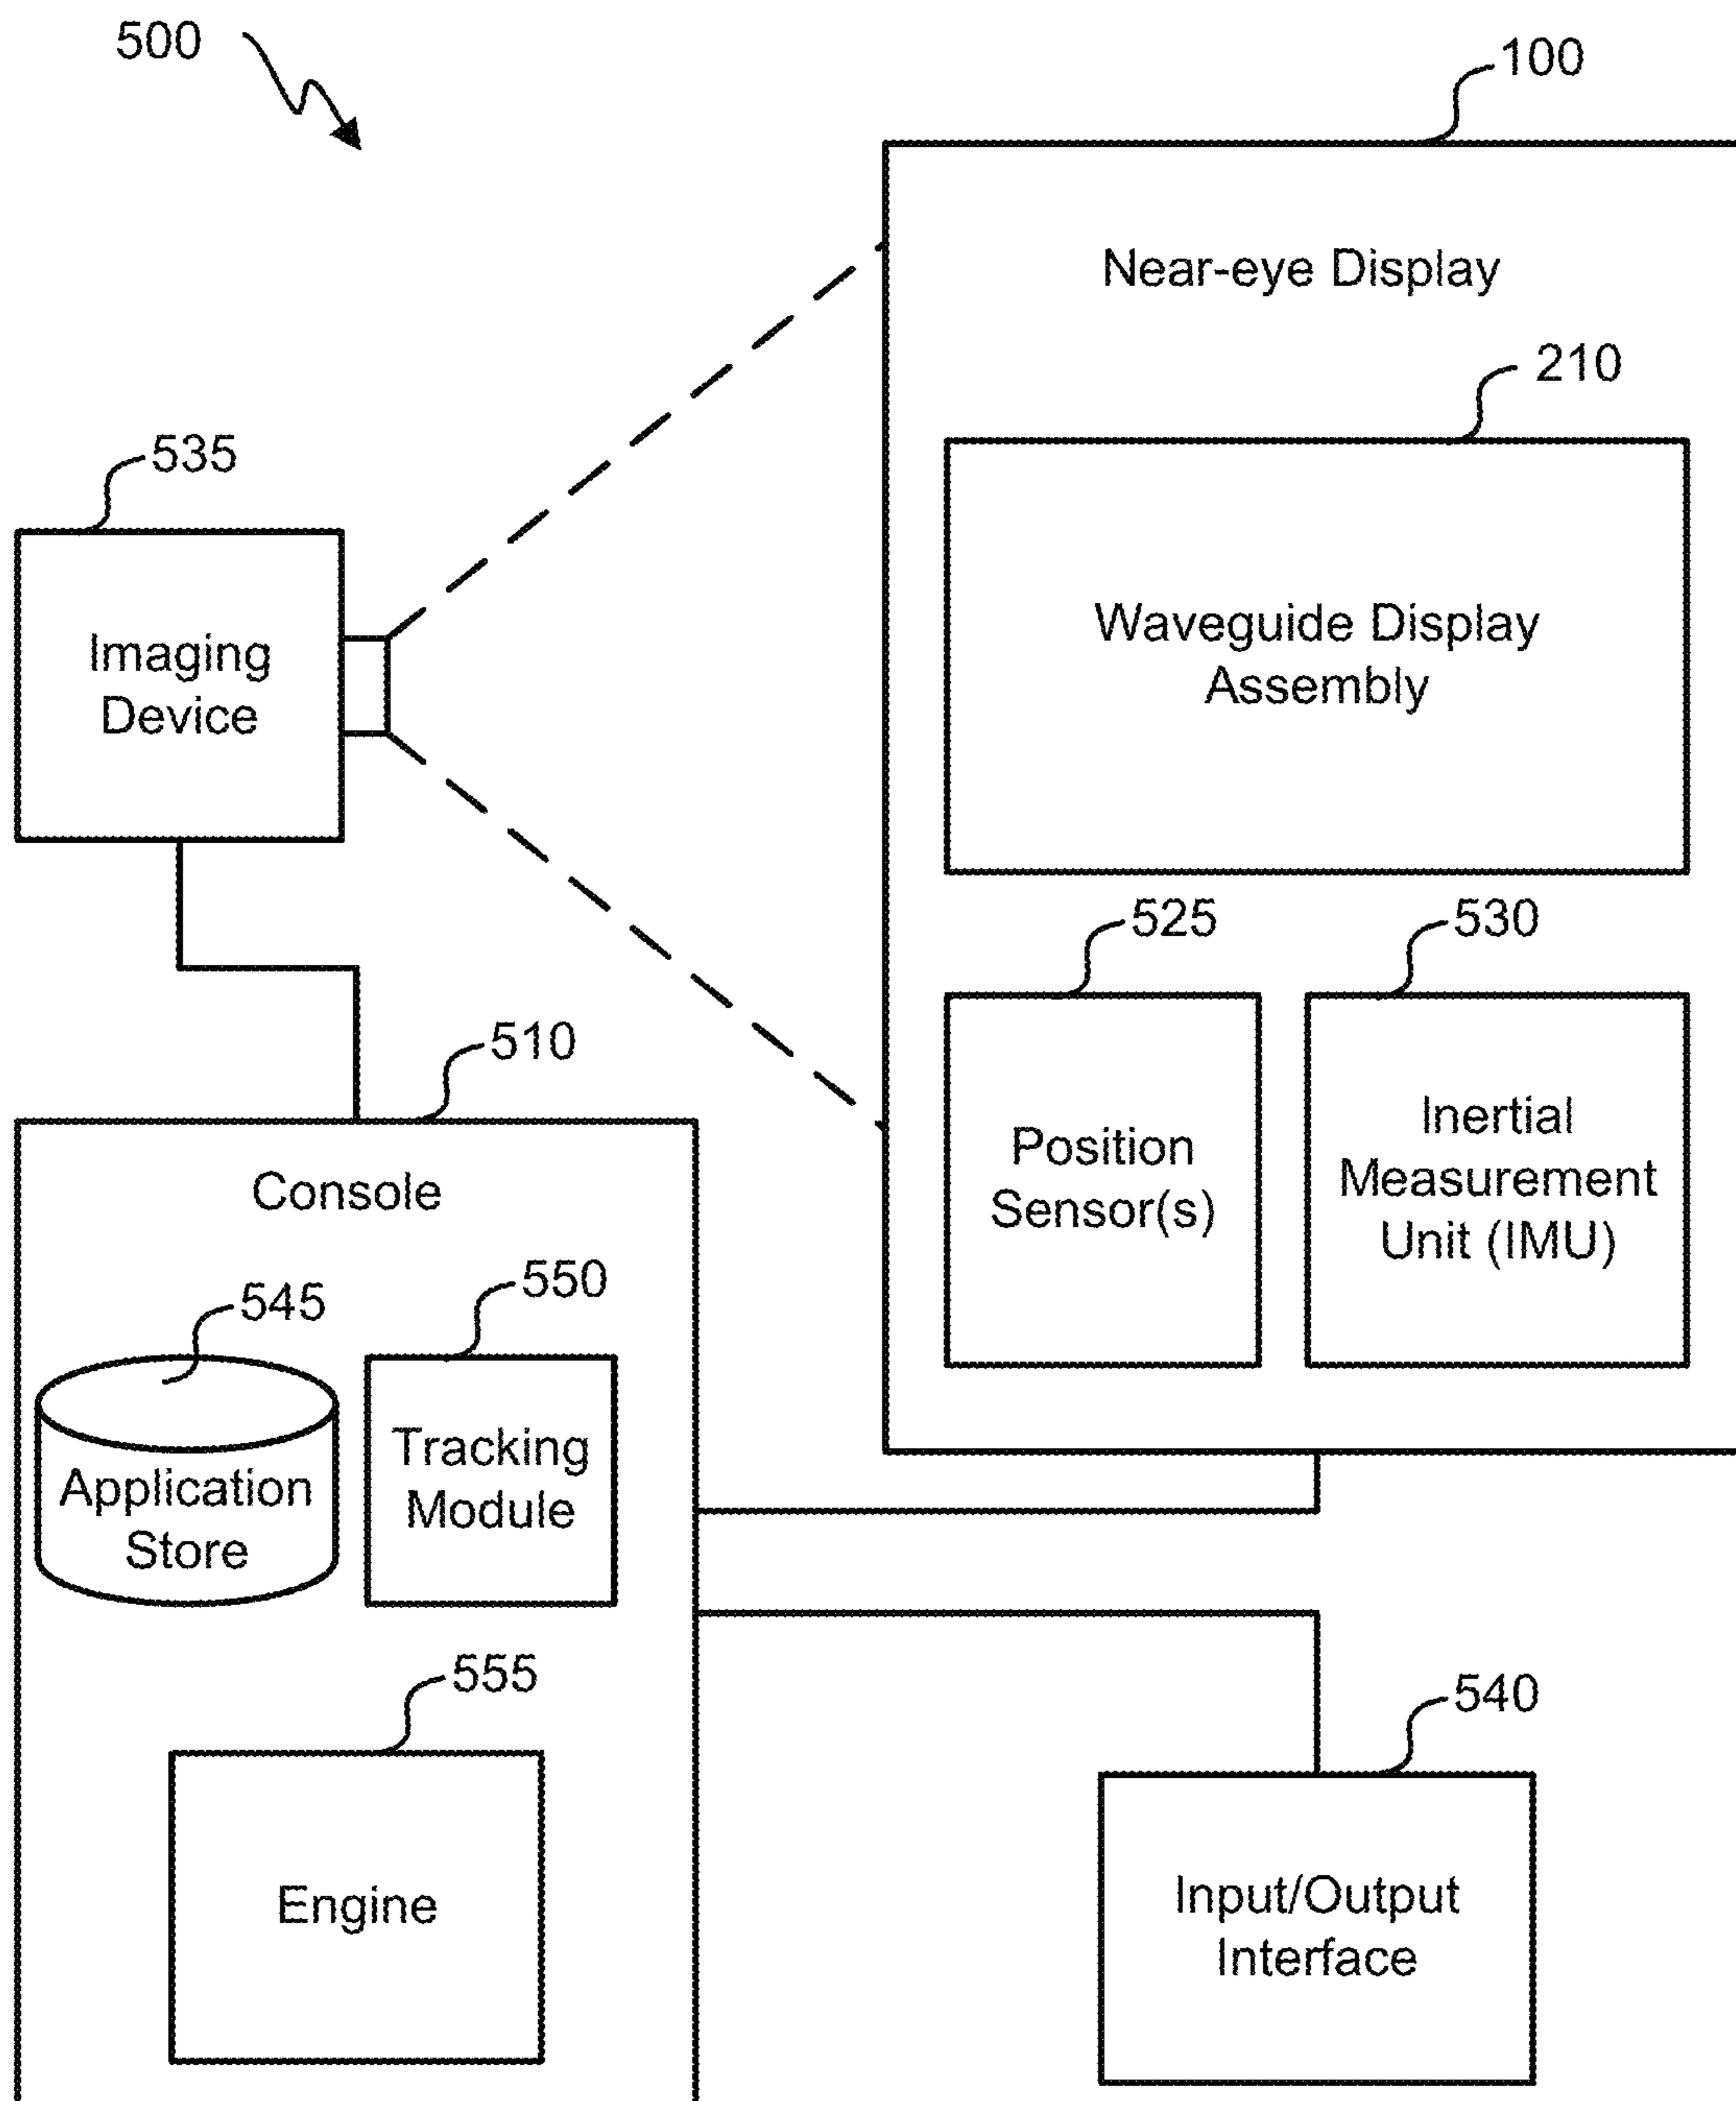 500
100
Near-eye Display
210
Waveguide Display
Assembly
535
Imaging
Device
525
530
Position
Sensor(s)
Inertial
Measurement
Unit (IMU)
510
Console
545
550
Application
Store
Tracking
Module
555
Engine
540
Input/Output
Interface